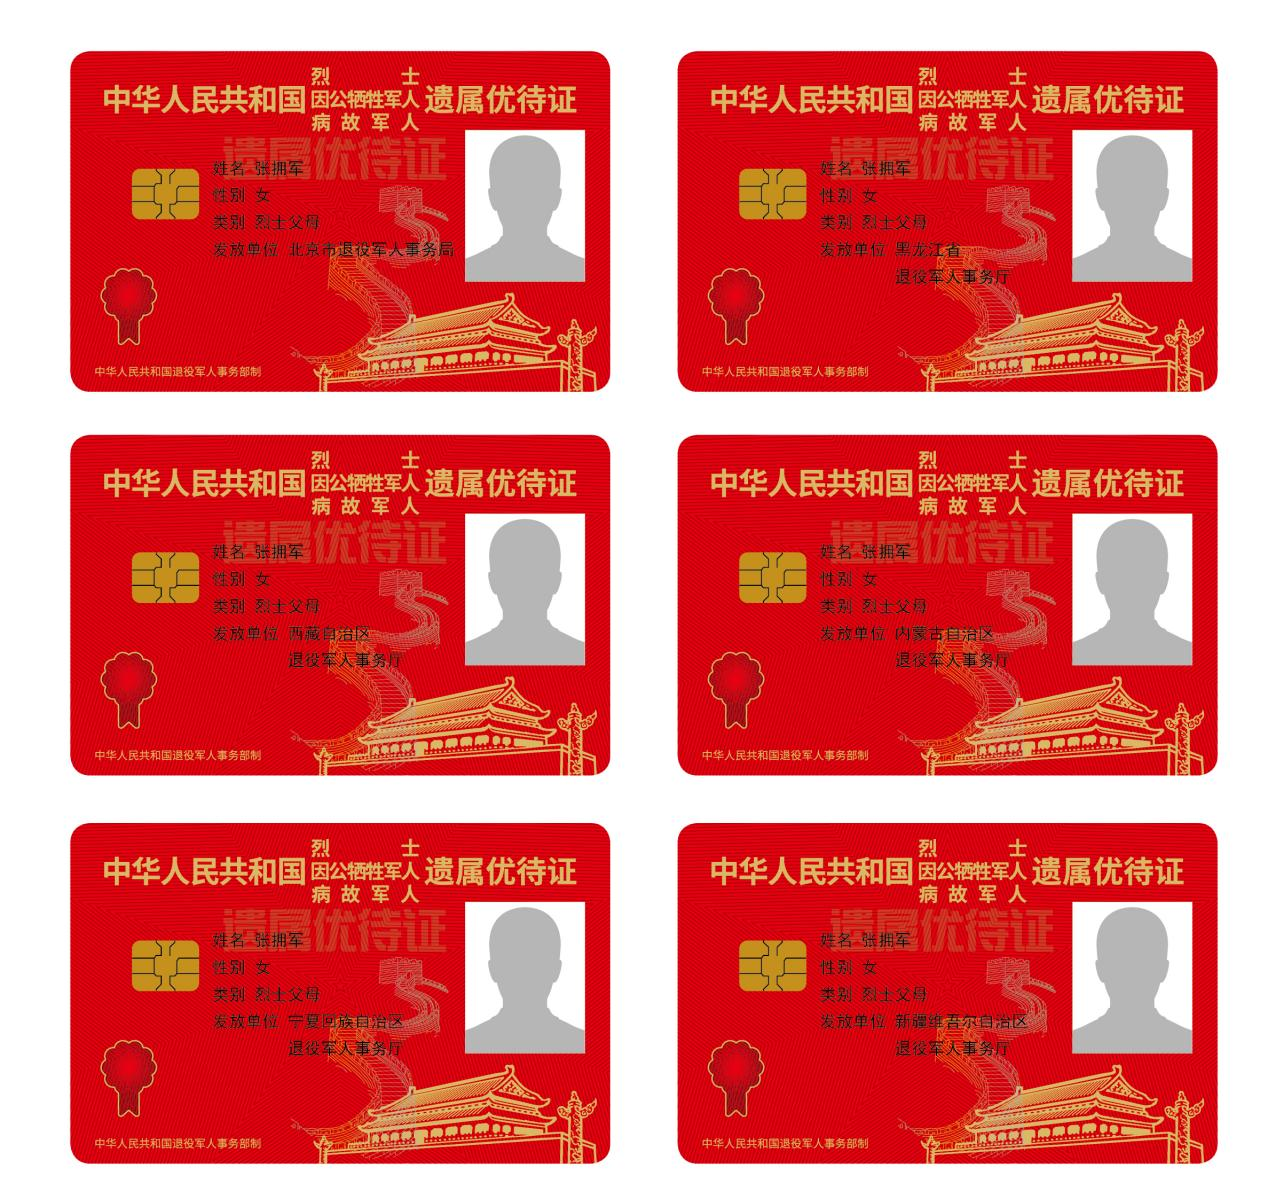 烈士
中华人民共和国因公牺牲军人遗属优待证
病故军人
遗属优待证
姓名 张拥军
性别 女
类别 烈士父母
发放单位 北京市退役军人事务局
中华人民共和国退役军人事务部制
烈士
中华人民共和国因公牺牲军人遗属优待证
病故军人
遗属优待证
姓名 张拥军
性别 女
类别 烈士父母
发放单位 黑龙江省
退役军人事务厅
中华人民共和国退役军人事务部制
烈士
中华人民共和国因公牺牲军人遗属优待证
病故军人
遗属优待证
姓名 张拥军
性别 女
类别 烈士父母
发放单位 西藏自治区
退役军人事务厅
中华人民共和国退役军人事务部制
烈士
中华人民共和国因公牺牲军人遗属优待证
病故军人
遗属优待证
姓名 张拥军
性别 女
类别 烈士父母
发放单位 内蒙古自治区
退役军人事务厅
中华人民共和国退役军人事务部制
烈士
中华人民共和国因公牺牲军人遗属优待证
病故军人
遗属优待证
姓名 张拥军
性别 女
类别 烈士父母
发放单位 宁夏回族自治区
退役军人事务厅
中华人民共和国退役军人事务部制
烈士
中华人民共和国因公牺牲军人遗属优待证
病故军人
遗属优待证
姓名 张拥军
性别 女
类别 烈士父母
发放单位 新疆维吾尔自治区
退役军人事务厅
中华人民共和国退役军人事务部制